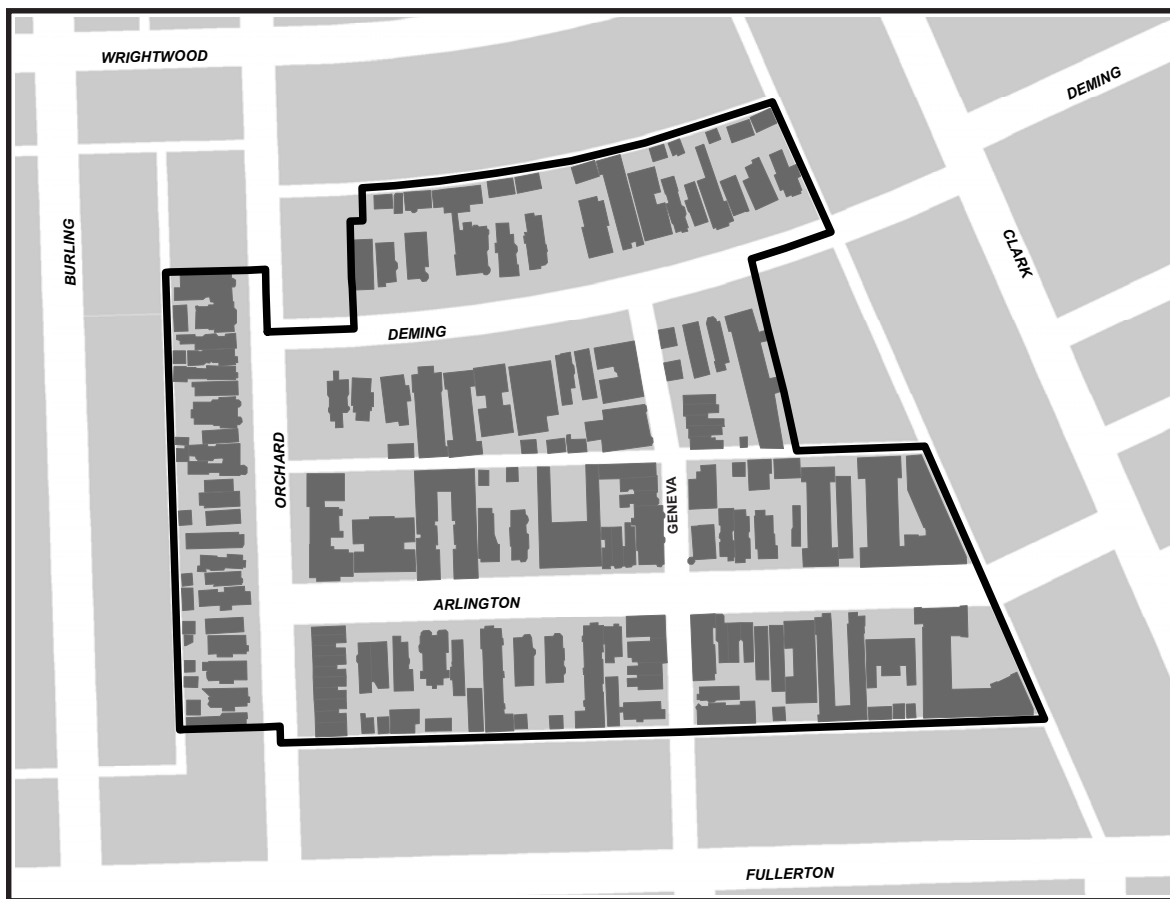 WRIGHTWOOD
DEMING
BURLING
CLARK
DEMING
ORCHARD
GENEVA
ARLINGTON
FULLERTON